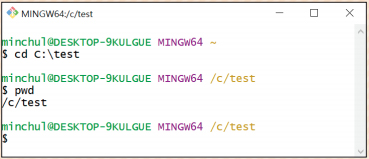 MINGW64:/c/test
minchul@DESKTOP-9KULGUE MINGW64 ~
$ cd C:\test
minchul@DESKTOP-9KULGUE MINGW64 /c/test
$ pwd
/c/test
minchul@DESKTOP-9KULGUE MINGW64 /c/test
$